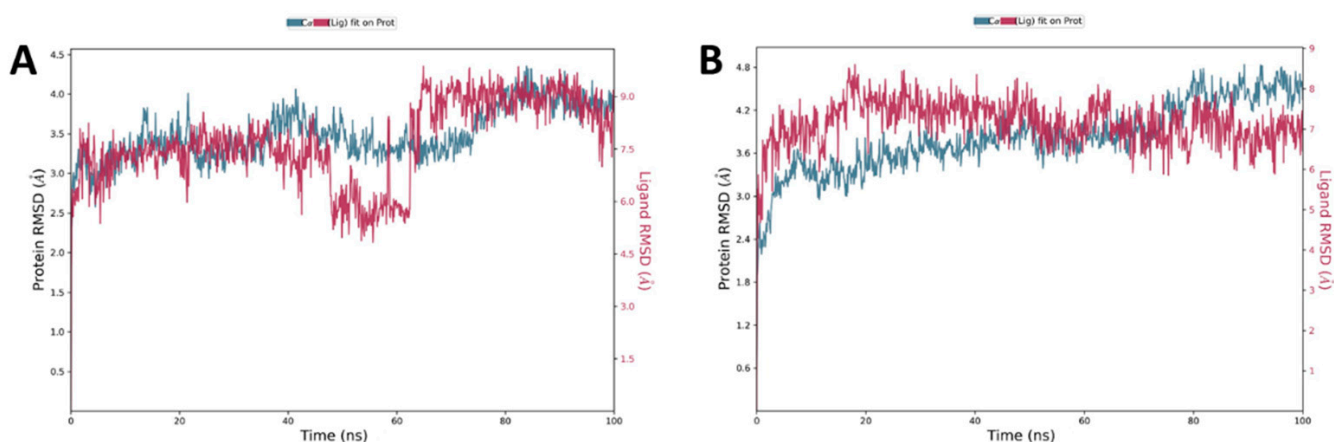 Cα (Lig) fit on Prot
A
Protein RMSD (Å)
4.5
4.0
3.5
3.0
2.5
2.0
1.5
1.0
0.5
9.0
7.5
6.0
4.5
3.0
1.5
Ligand RMSD (Å)
0 20 40 60 80 100
Time (ns)
Cα (Lig) fit on Prot
B
Protein RMSD (Å)
4.8
4.2
3.6
3.0
2.4
1.8
1.2
0.6
9
8
7
6
5
4
3
2
1
Ligand RMSD (Å)
0 20 40 60 80 100
Time (ns)